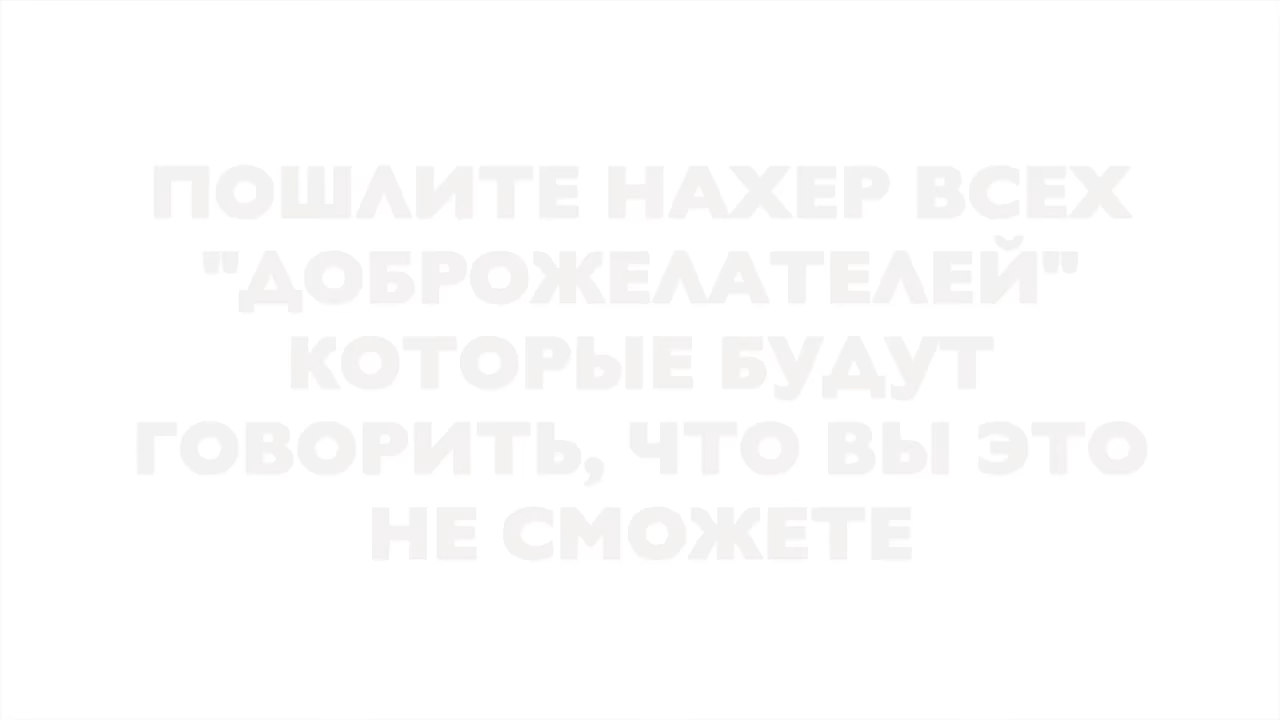 ПОШЛИТЕ НАХЕР ВСЕХ
"ДОБРОЖЕЛАТЕЛЕЙ"
КОТОРЫЕ БУДУТ
ГОВОРИТЬ, ЧТО ВЫ ЭТО
НЕ СМОЖЕТЕ